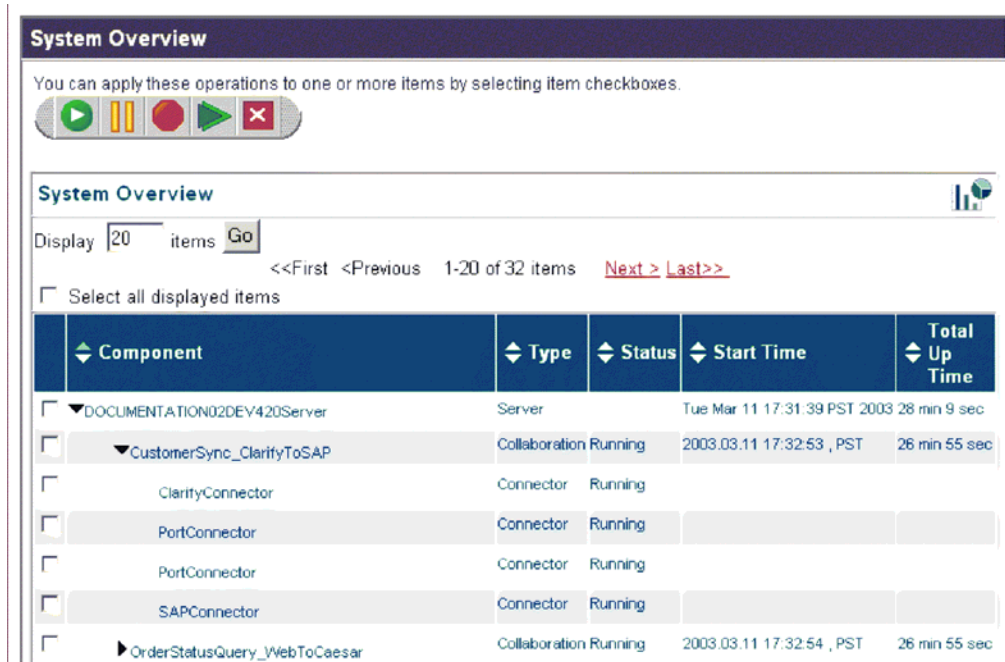 System Overview
You can apply these operations to one or more items by selecting item checkboxes.
System Overview
Display 20 items Go
<<First <Previous 1-20 of 32 items Next > Last>>
Select all displayed items
Component Type Status Start Time Total Up Time
DOCUMENTATION02DEV420Server Server Tue Mar 11 17:31:39 PST 2003 28 min 9 sec
CustomerSync_ClarifyToSAP Collaboration Running 2003.03.11 17:32:53 , PST 26 min 55 sec
ClarifyConnector Connector Running
PortConnector Connector Running
PortConnector Connector Running
SAPConnector Connector Running
OrderStatusQuery_WebToCaesar Collaboration Running 2003.03.11 17:32:54 , PST 26 min 55 sec